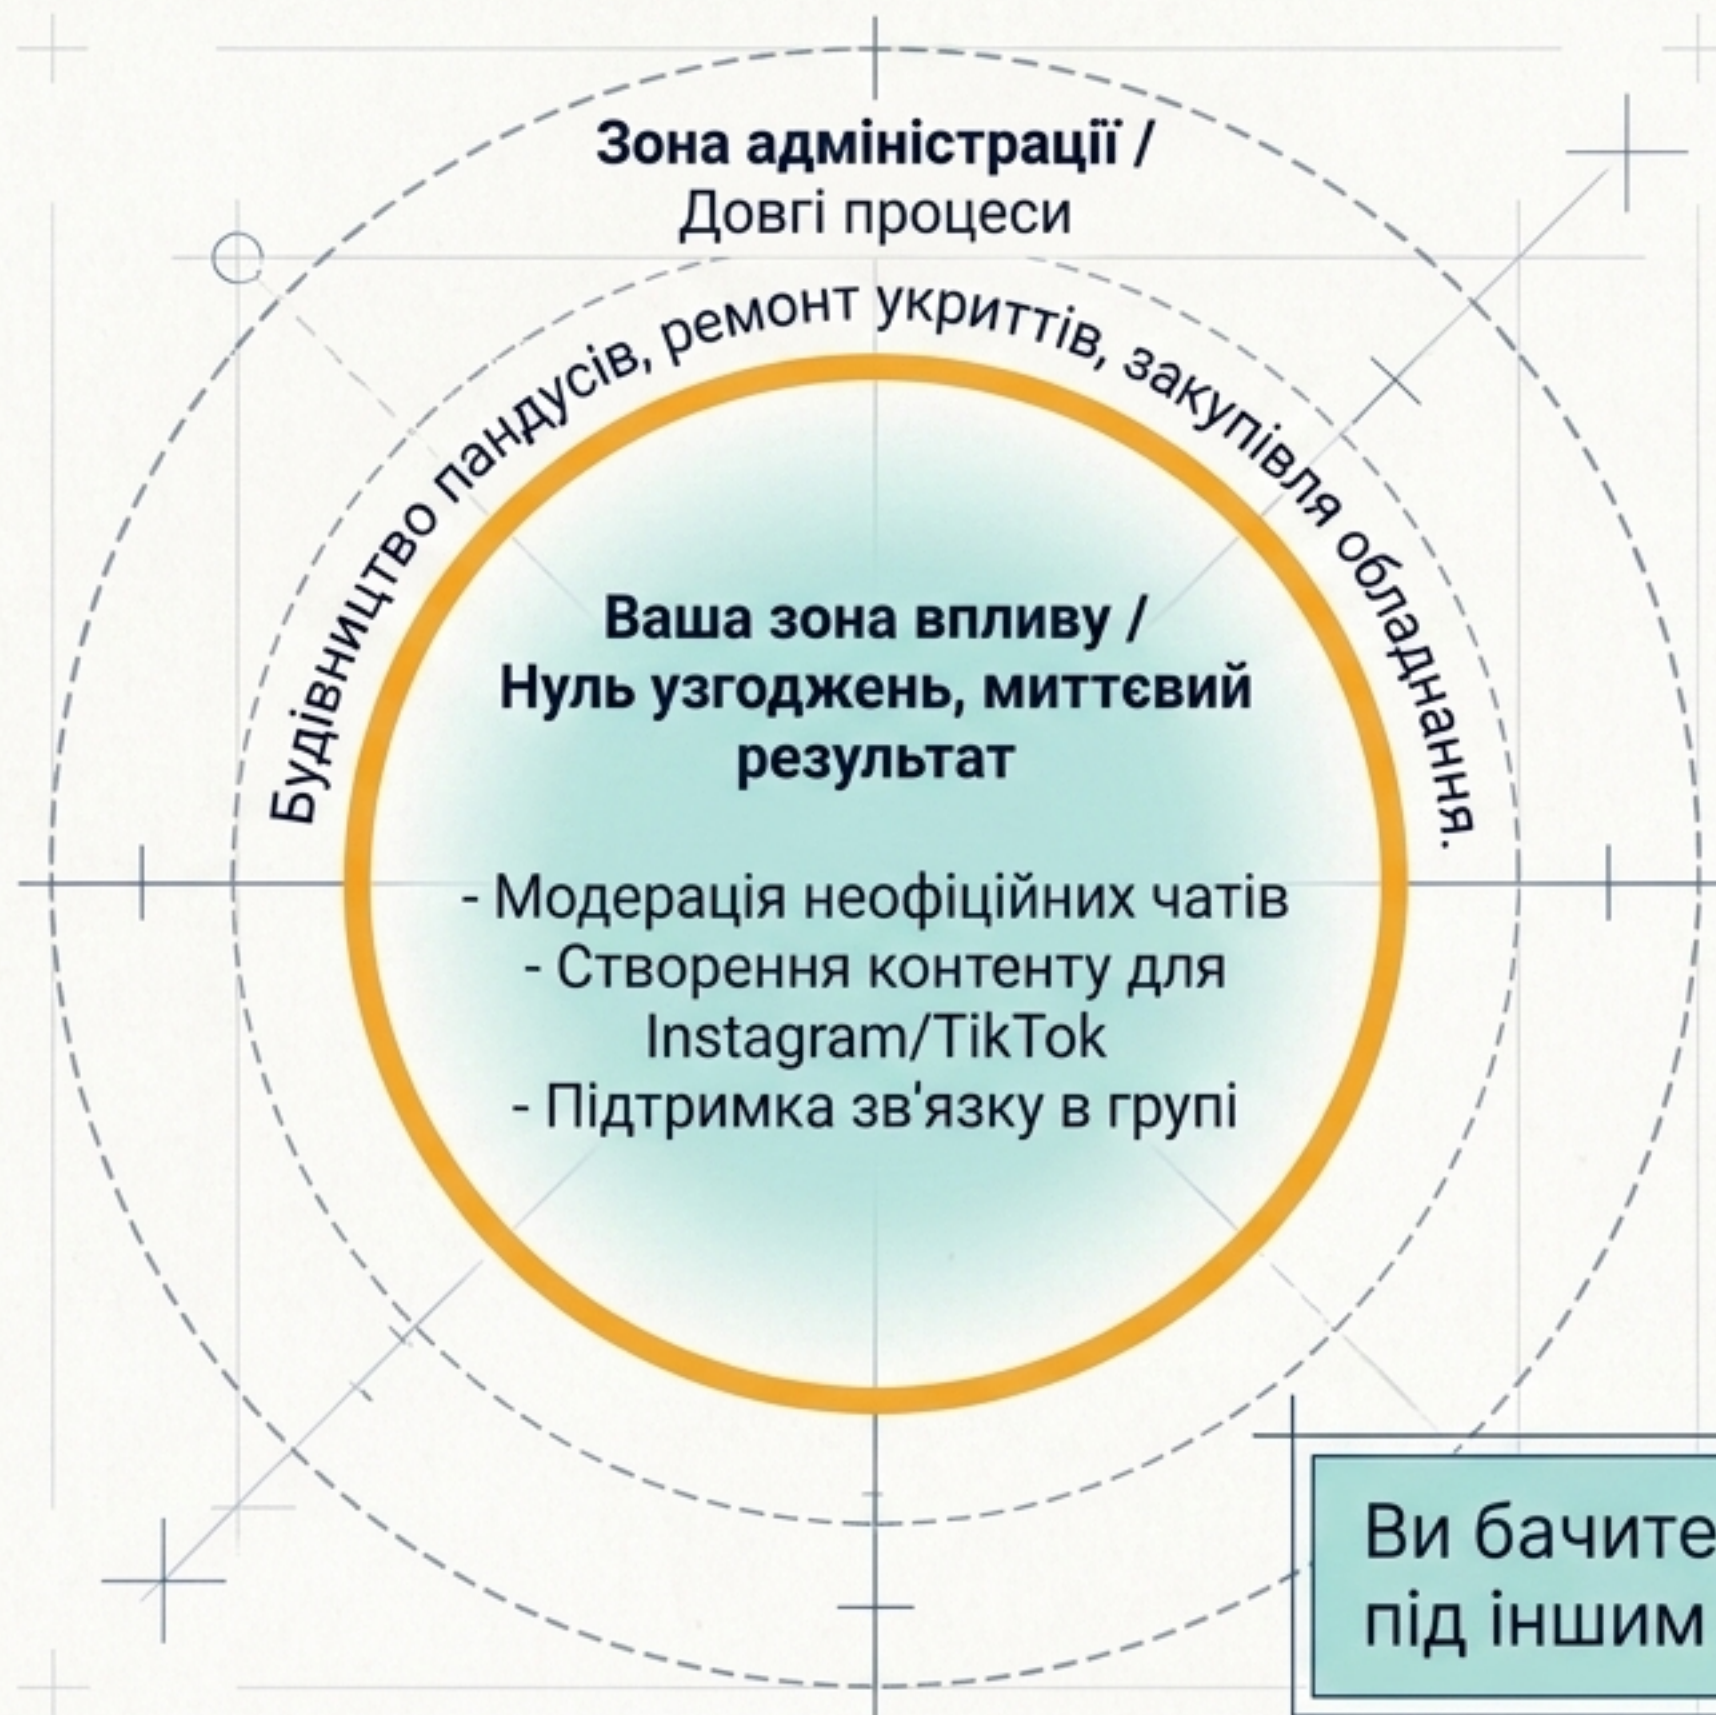 Зона адміністрації /
Довгі процеси
Будівництво пандусів, ремонт укриттів, закупівля обладнання.
Ваша зона впливу /
Нуль узгоджень, миттєвий
результат
- Модерація неофіційних чатів
- Створення контенту для
Instagram/TikTok
- Підтримка зв'язку в групі
Ви бачите
під іншим